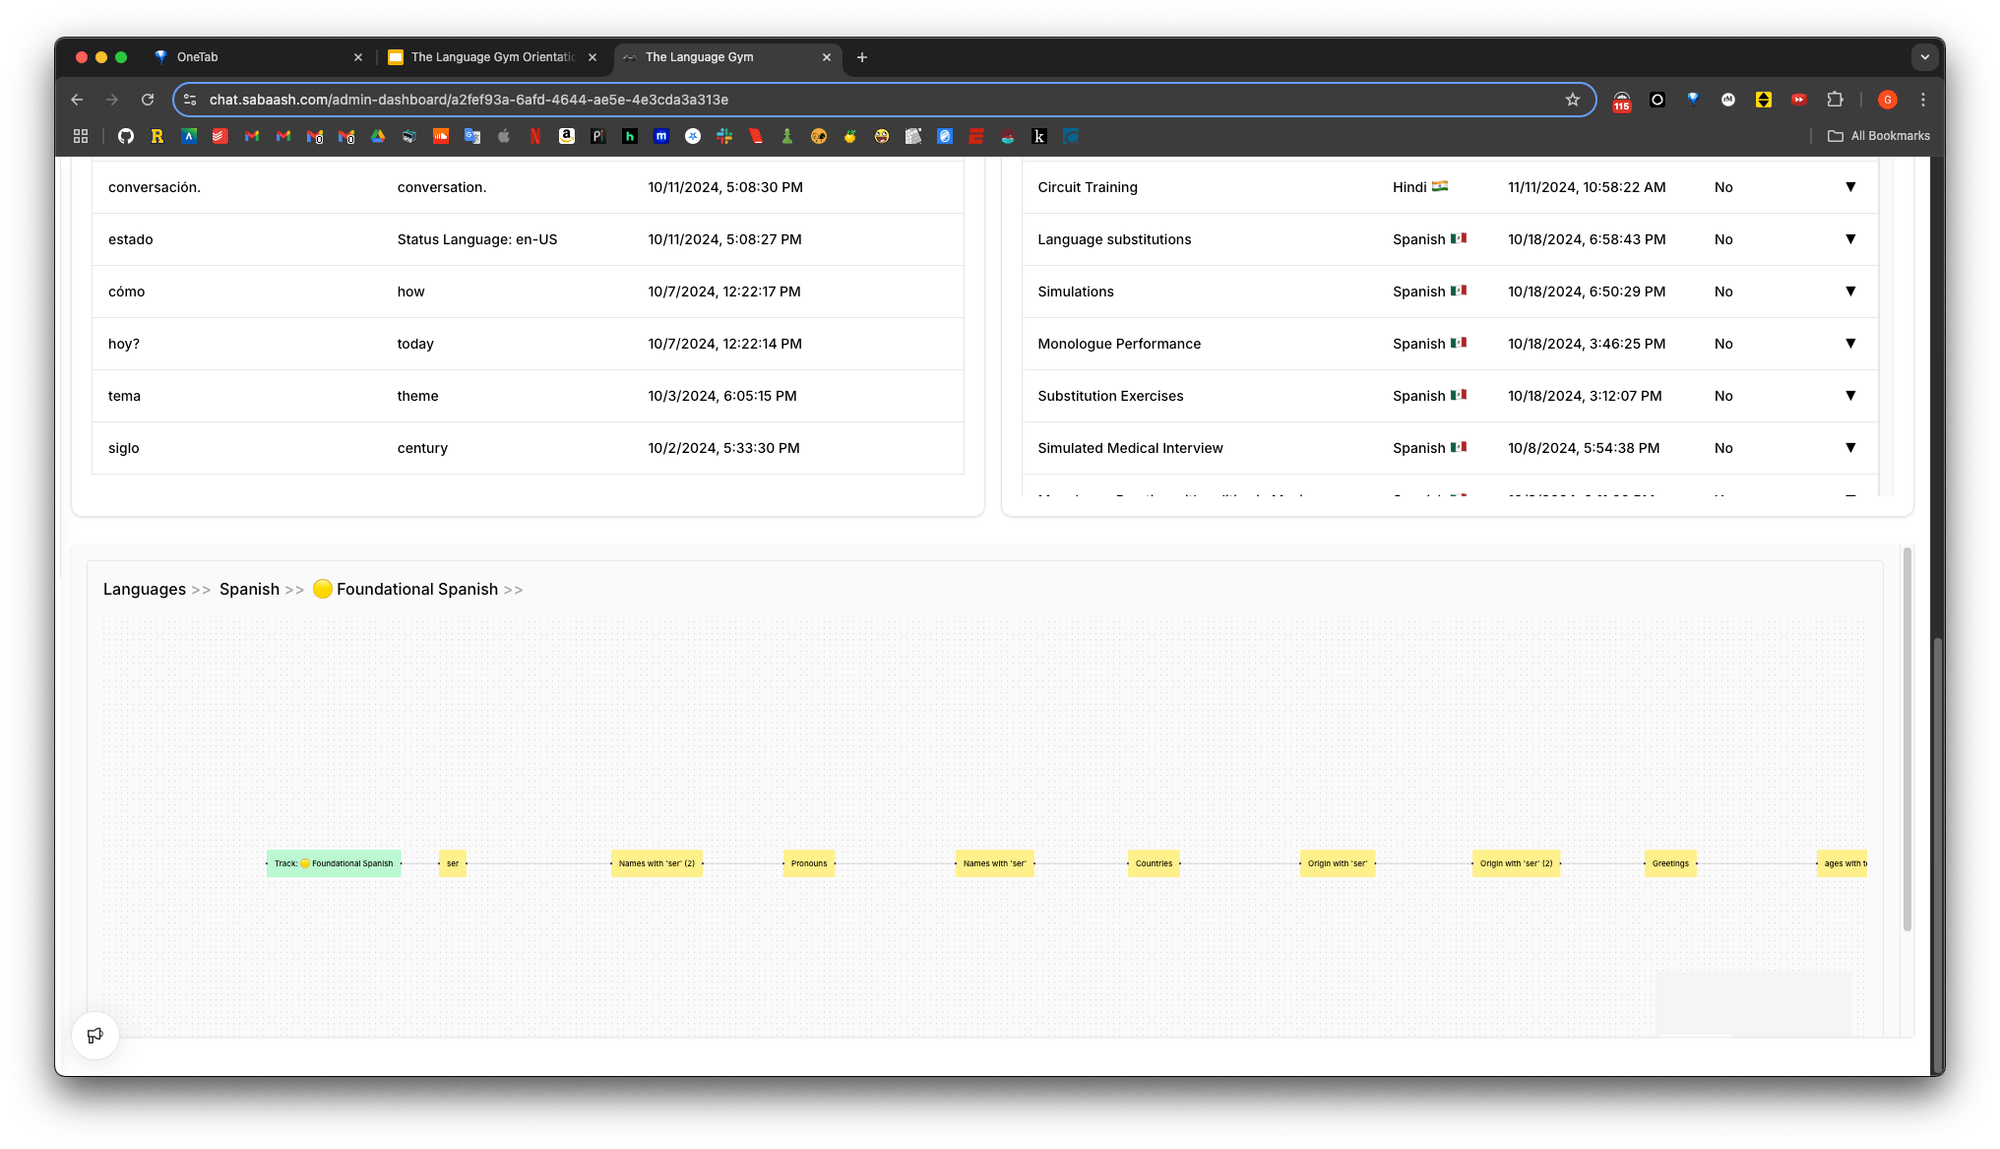 OneTab
The Language Gym Orientatio
The Language Gym
chat.sabaash.com/admin-dashboard/a2fef93a-6afd-4644-ae5e-4e3cda3a313e
115
G
All Bookmarks
conversación. conversation. 10/11/2024, 5:08:30 PM
estado Status Language: en-US 10/11/2024, 5:08:27 PM
cómo how 10/7/2024, 12:22:17 PM
hoy? today 10/7/2024, 12:22:14 PM
tema theme 10/3/2024, 6:05:15 PM
siglo century 10/2/2024, 5:33:30 PM
Circuit Training Hindi 11/11/2024, 10:58:22 AM No
Language substitutions Spanish 10/18/2024, 6:58:43 PM No
Simulations Spanish 10/18/2024, 6:50:29 PM No
Monologue Performance Spanish 10/18/2024, 3:46:25 PM No
Substitution Exercises Spanish 10/18/2024, 3:12:07 PM No
Simulated Medical Interview Spanish 10/8/2024, 5:54:38 PM No
Languages >> Spanish >> Foundational Spanish >>
Track: Foundational Spanish
ser
Names with 'ser' (2)
Pronouns
Names with 'ser'
Countries
Origin with 'ser'
Origin with 'ser' (2)
Greetings
ages with t